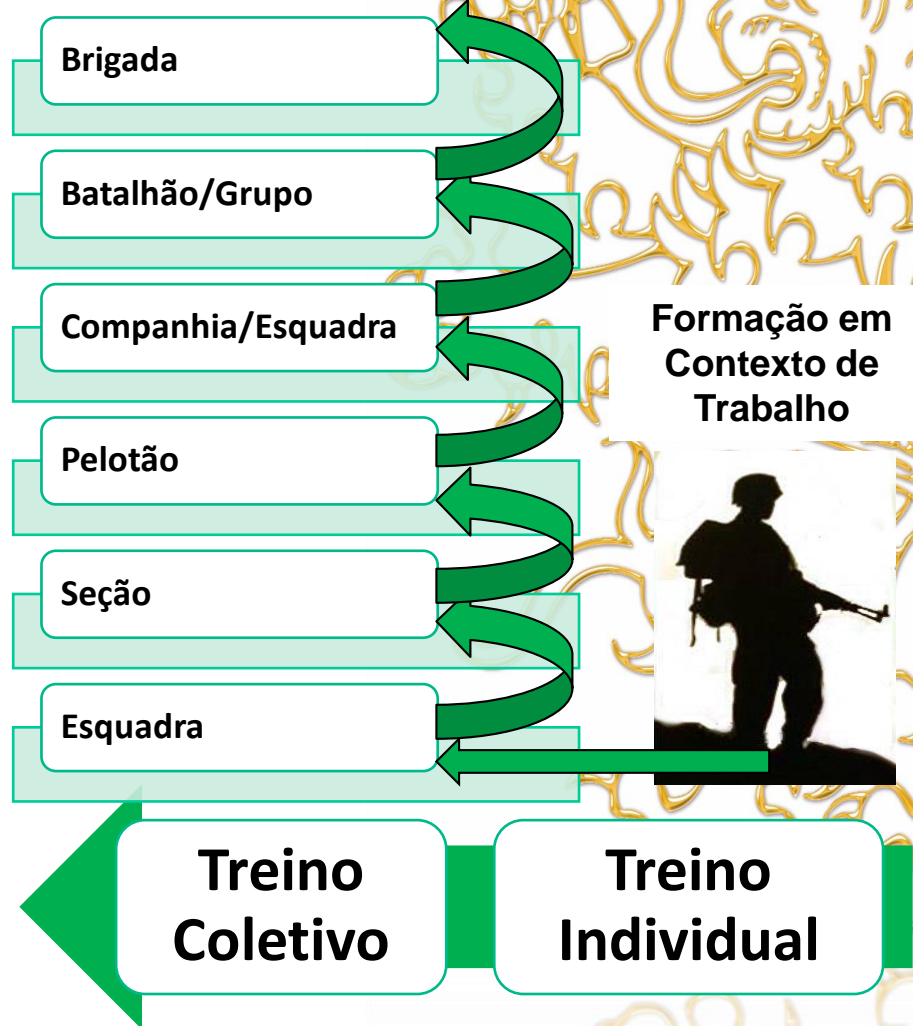 Brigada
Batalhão/Grupo
Companhia/Esquadra
Pelotão
Seção
Esquadra
Formação em
Contexto de
Trabalho
Treino
Coletivo
Treino
Individual